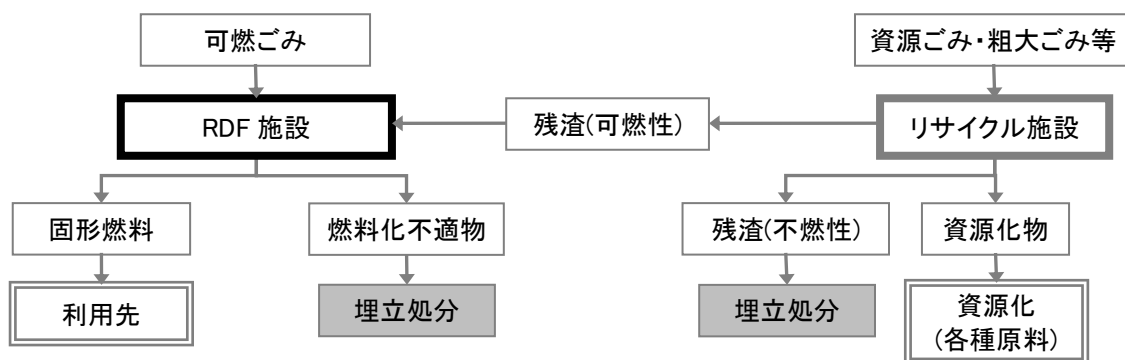 可燃ごみ
資源ごみ・粗大ごみ等
RDF 施設
残渣(可燃性)
リサイクル施設
固形燃料
燃料化不適物
残渣(不燃性)
資源化物
利用先
埋立処分
埋立処分
資源化
(各種原料)